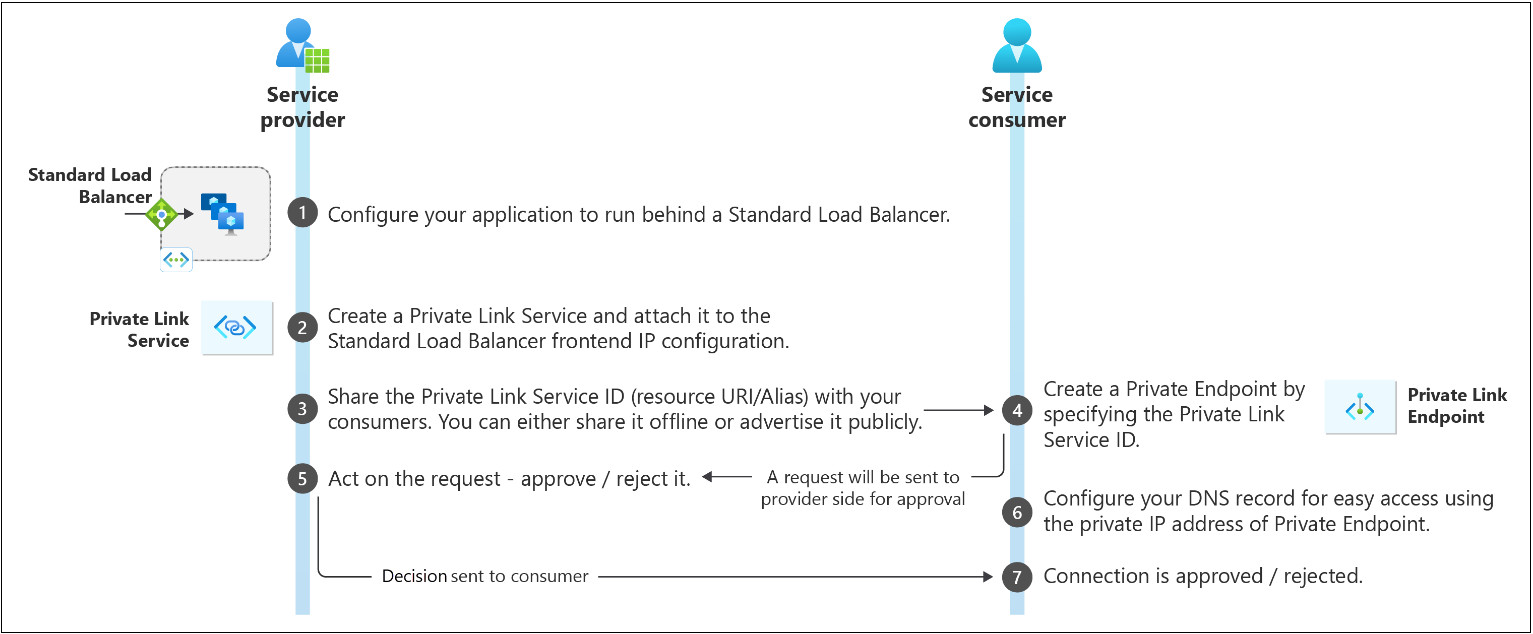 Service
provider
Service
consumer
Standard Load
Balancer
1
Configure your application to run behind a Standard Load Balancer.
Private Link
Service
2
Create a Private Link Service and attach it to the
Standard Load Balancer frontend IP configuration.
3
Share the Private Link Service ID (resource URI/Alias) with your
consumers. You can either share it offline or advertise it publicly.
4
Create a Private Endpoint by
specifying the Private Link
Service ID.
Private Link
Endpoint
5
Act on the request - approve / reject it.
A request will be sent to
provider side for approval
6
Configure your DNS record for easy access using
the private IP address of Private Endpoint.
Decision sent to consumer
7
Connection is approved / rejected.